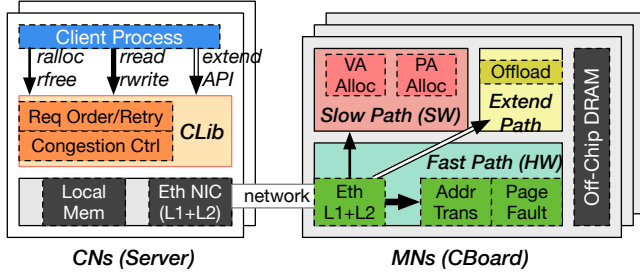 Client Process
ralloc
rfree
rread
rwrite
extend
API
Req Order/Retry
Congestion Ctrl
CLib
Local
Mem
Eth NIC
(L1+L2)
CNs (Server)
network
VA
Alloc
PA
Alloc
Slow Path (SW)
Offload
Extend
Path
Fast Path (HW)
Eth
L1+L2
Addr
Trans
Page
Fault
Off-Chip DRAM
MNs (CBoard)